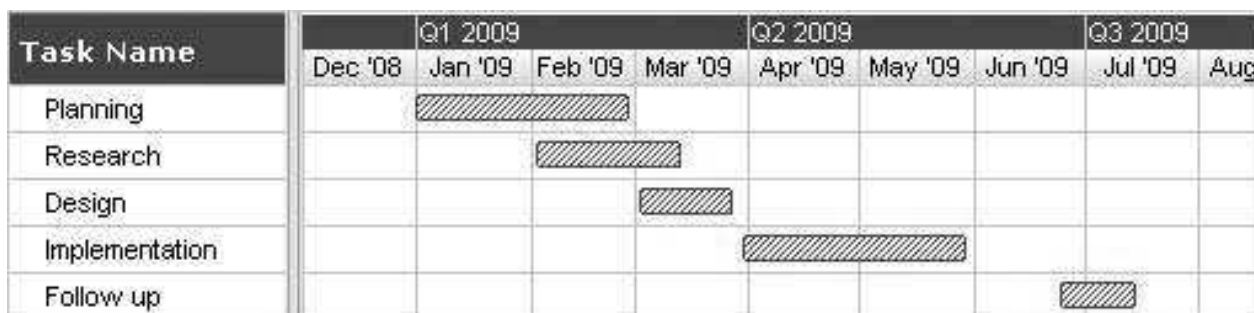 Task Name
Q1 2009 Q2 2009 Q3 2009
Dec '08 Jan '09 Feb '09 Mar '09 Apr '09 May '09 Jun '09 Jul '09 Aug
Planning
Research
Design
Implementation
Follow up